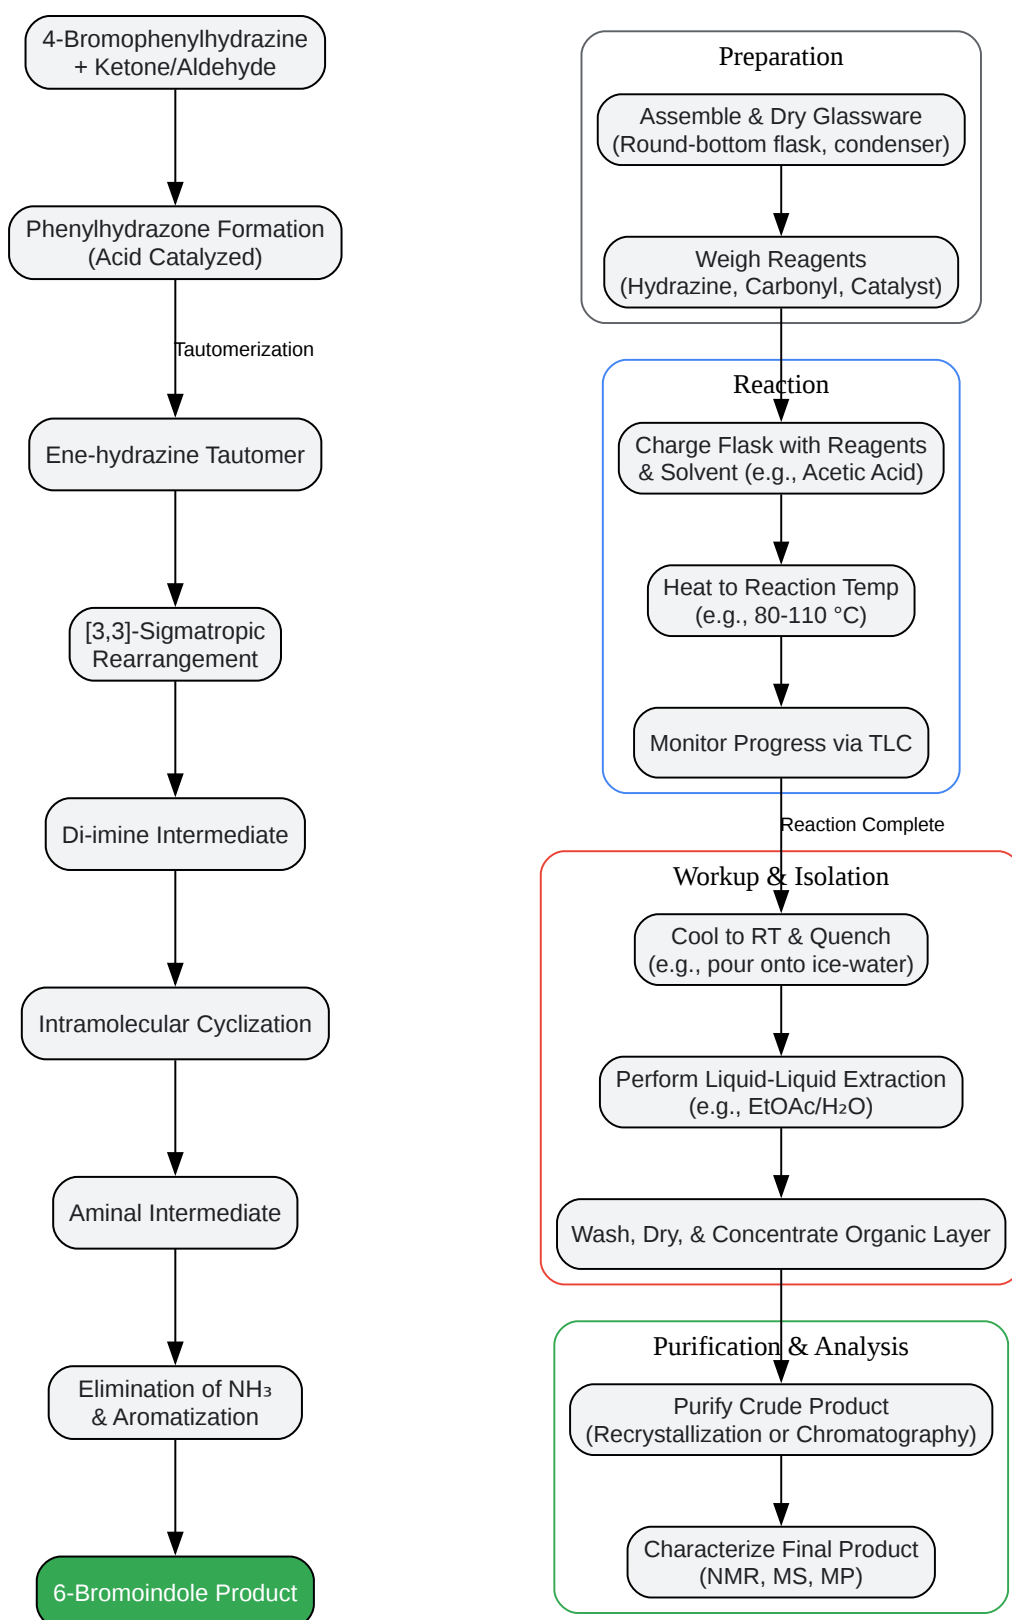 4-Bromophenylhydrazine
+ Ketone/Aldehyde
Phenylhydrazone Formation
(Acid Catalyzed)
Tautomerization
Ene-hydrazine Tautomer
[3,3]-Sigmatropic
Rearrangement
Di-imine Intermediate
Intramolecular Cyclization
Aminal Intermediate
Elimination of NH₃
& Aromatization
6-Bromoindole Product
Preparation
Assemble & Dry Glassware
(Round-bottom flask, condenser)
Weigh Reagents
(Hydrazine, Carbonyl, Catalyst)
Reaction
Charge Flask with Reagents
& Solvent (e.g., Acetic Acid)
Heat to Reaction Temp
(e.g., 80-110 °C)
Monitor Progress via TLC
Reaction Complete
Workup & Isolation
Cool to RT & Quench
(e.g., pour onto ice-water)
Perform Liquid-Liquid Extraction
(e.g., EtOAc/H₂O)
Wash, Dry, & Concentrate Organic Layer
Purification & Analysis
Purify Crude Product
(Recrystallization or Chromatography)
Characterize Final Product
(NMR, MS, MP)